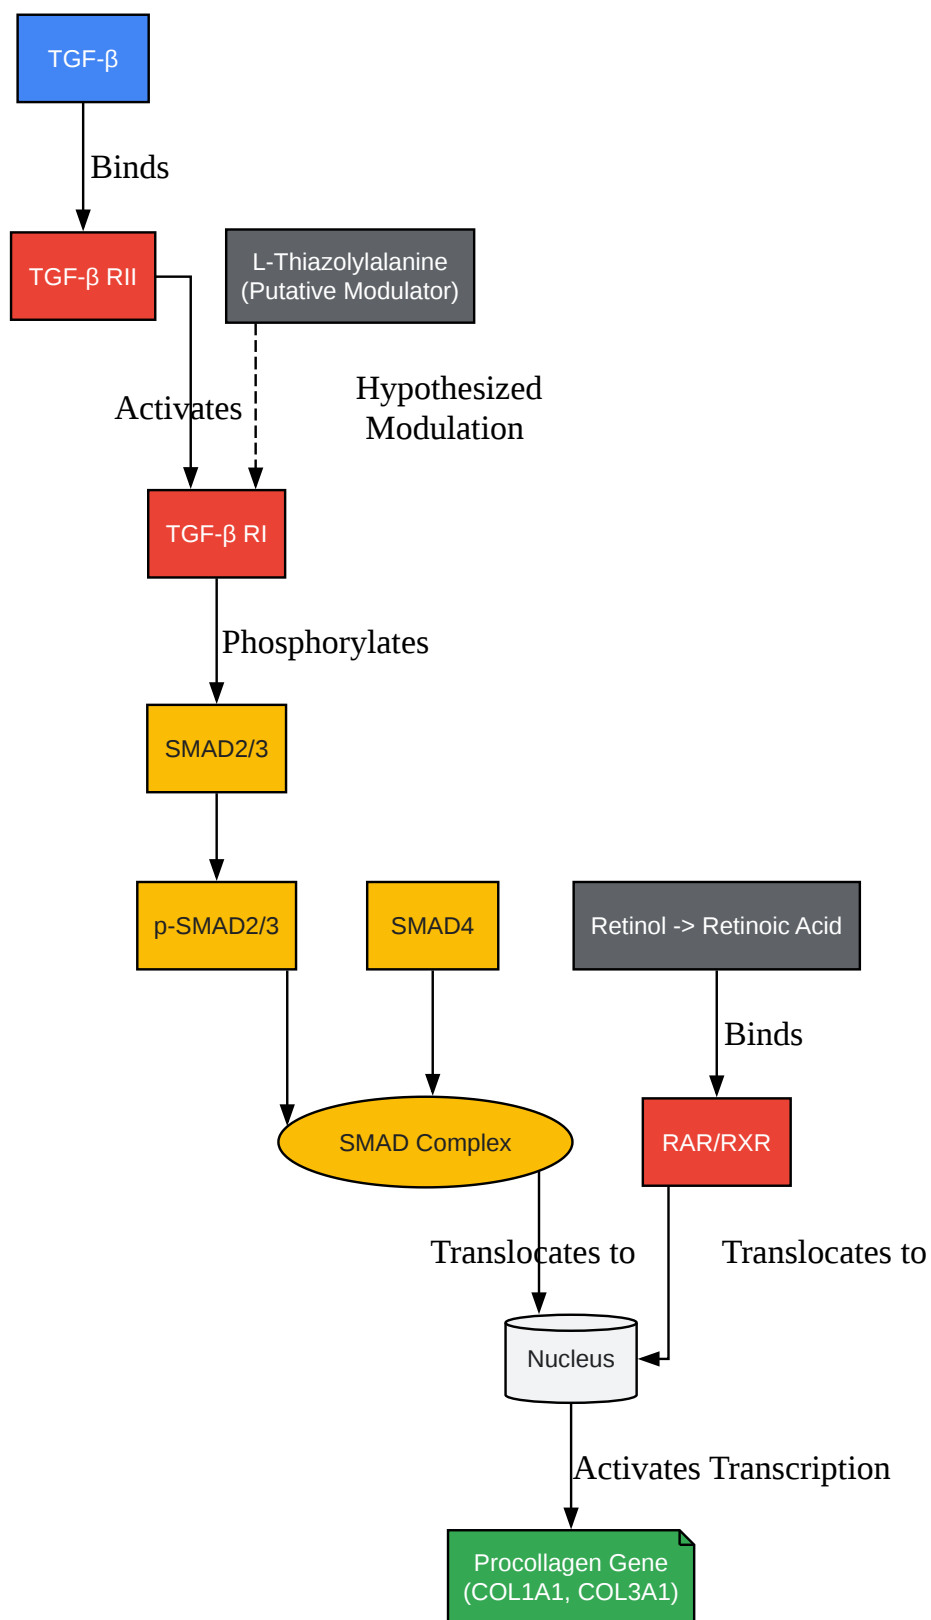 TGF-β
Binds
TGF-β RII
L-Thiazolylalanine
(Putative Modulator)
Activates
Hypothesized
Modulation
TGF-β RI
Phosphorylates
SMAD2/3
p-SMAD2/3
SMAD4
Retinol -> Retinoic Acid
Binds
SMAD Complex
RAR/RXR
Translocates to
Translocates to
Nucleus
Activates Transcription
Procollagen Gene
(COL1A1, COL3A1)